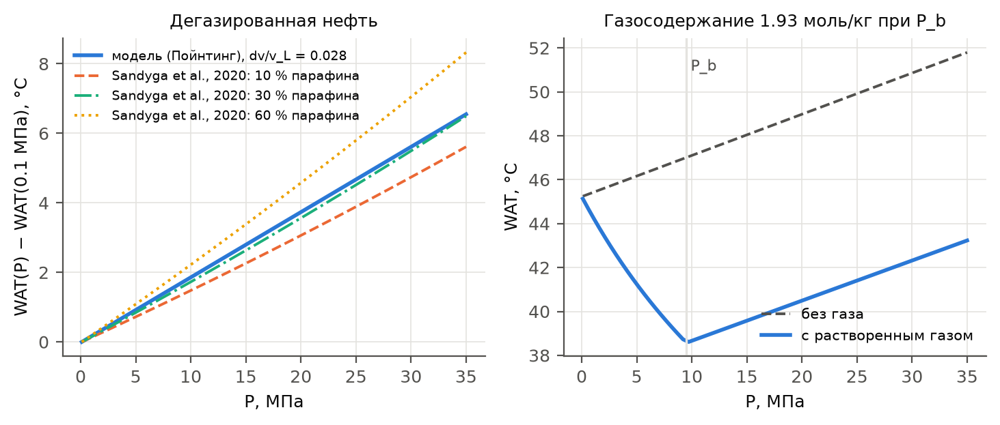 Дегазированная нефть
WAT(P) − WAT(0.1 МПа), °C
8
6
4
2
0
модель (Пойнтинг), dv/v_L = 0.028
Sandyga et al., 2020: 10 % парафина
Sandyga et al., 2020: 30 % парафина
Sandyga et al., 2020: 60 % парафина
0 5 10 15 20 25 30 35
P, МПа
Газосодержание 1.93 моль/кг при P_b
WAT, °C
52
50
48
46
44
42
40
38
P_b
без газа
с растворенным газом
0 5 10 15 20 25 30 35
P, МПа